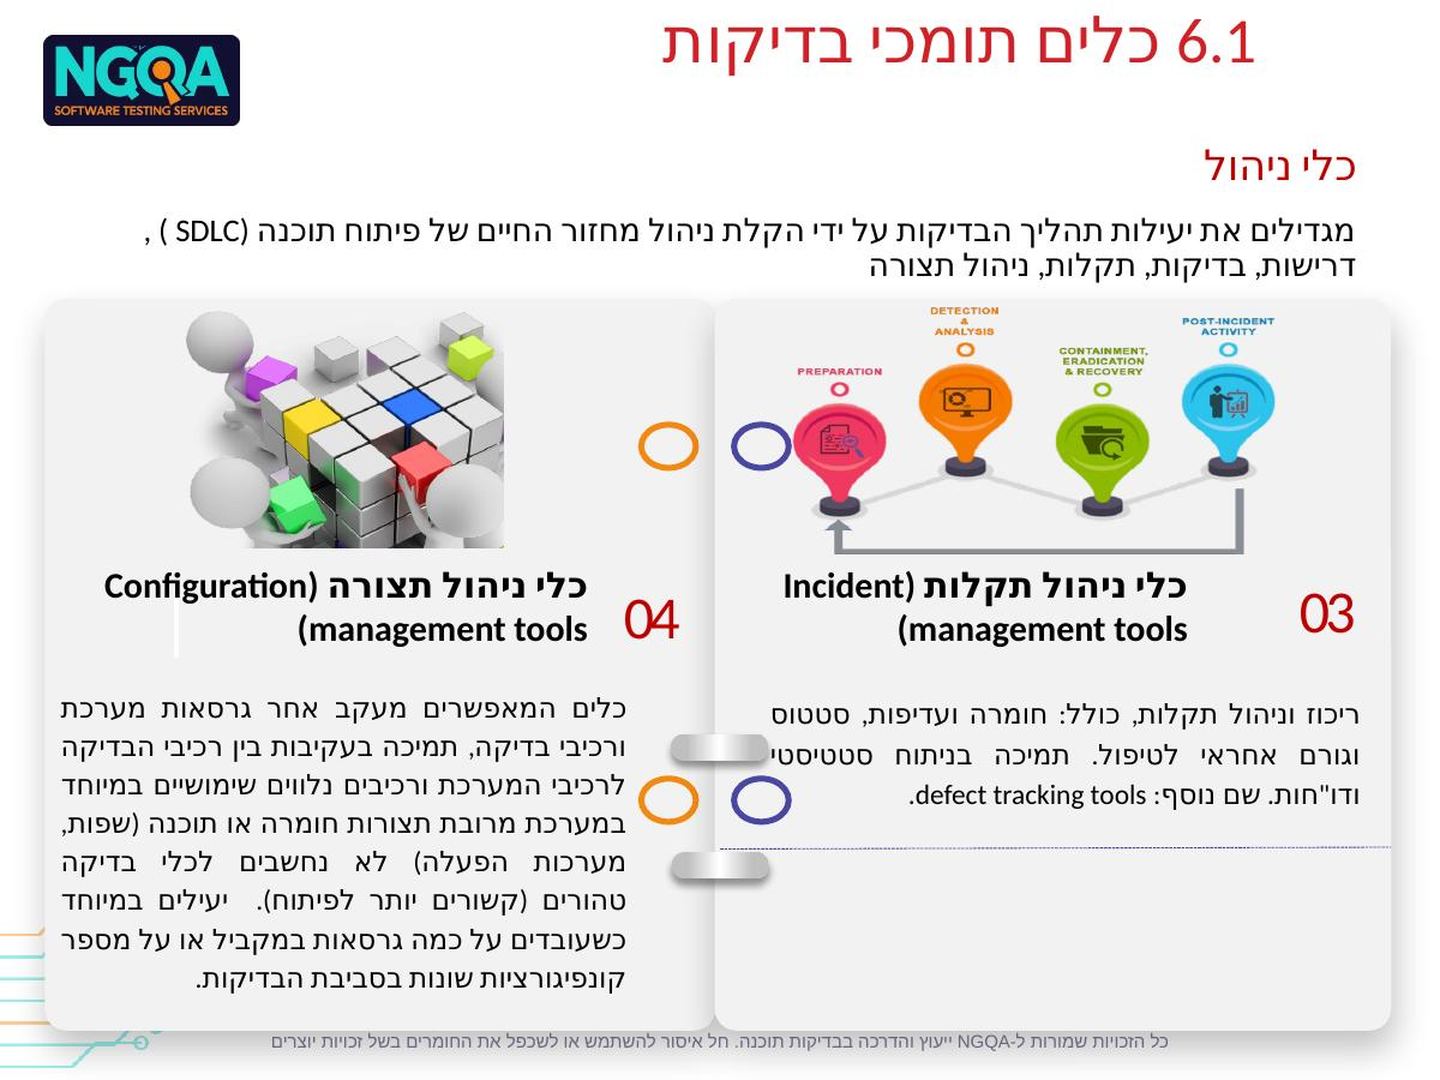 6.1 כלים תומכי בדיקות
NGQA
SOFTWARE TESTING SERVICES
כלי ניהול
מגדילים את יעילות תהליך הבדיקות על ידי הקלת ניהול מחזור החיים של פיתוח תוכנה (SDLC ) ,
דרישות, בדיקות, תקלות, ניהול תצורה
DETECTION
&
ANALYSIS
POST-INCIDENT
ACTIVITY
CONTAINMENT,
ERADICATION
& RECOVERY
PREPARATION
03
כלי ניהול תקלות (Incident
management tools)
ריכוז וניהול תקלות, כולל: חומרה ועדיפות, סטטוס
וגורם אחראי לטיפול. תמיכה בניתוח סטטיסטי
ודו"חות. שם נוסף: defect tracking tools.
04
כלי ניהול תצורה (Configuration
management tools)
כלים המאפשרים מעקב אחר גרסאות מערכת
ורכיבי בדיקה, תמיכה בעקיבות בין רכיבי הבדיקה
לרכיבי המערכת ורכיבים נלווים שימושיים במיוחד
במערכת מרובת תצורות חומרה או תוכנה (שפות,
מערכות הפעלה) לא נחשבים לכלי בדיקה
טהורים (קשורים יותר לפיתוח). יעילים במיוחד
כשעובדים על כמה גרסאות במקביל או על מספר
קונפיגורציות שונות בסביבת הבדיקות.
כל הזכויות שמורות ל-NGQA ייעוץ והדרכה בבדיקות תוכנה. חל איסור להשתמש או לשכפל את החומרים בשל זכויות יוצרים